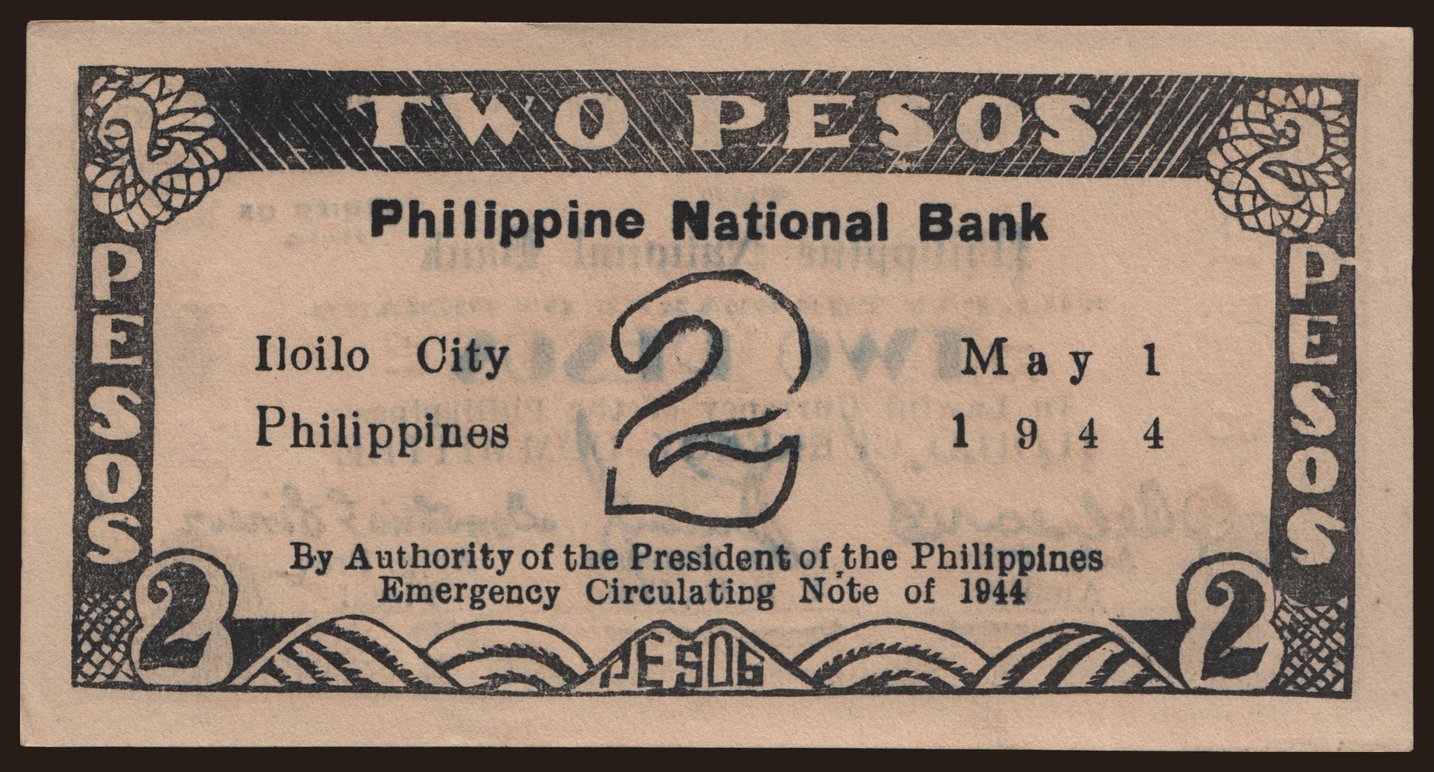 TWO PESOS
2
2
PESOS
PESOS
Philippine National Bank
2
Iloilo City
May 1
Philippines
1944
By Authority of the President of the Philippines
Emergency Circulating Note of 1944
2
2
PESOS